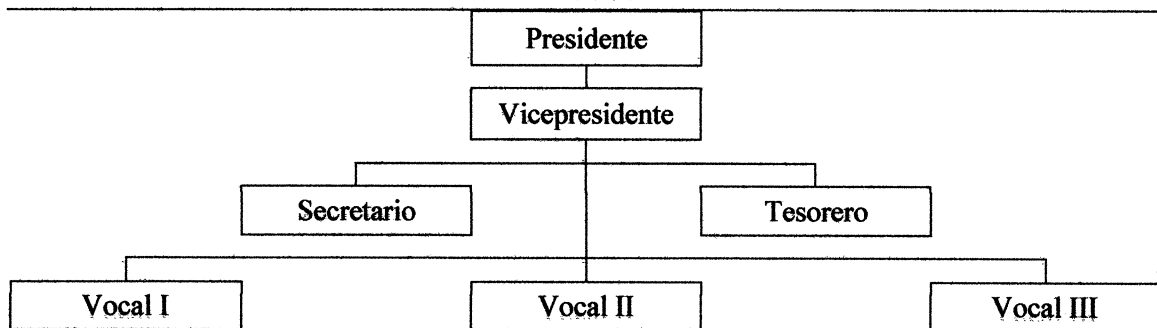 Presidente
Vicepresidente
Secretario Tesorero
Vocal I Vocal II Vocal III